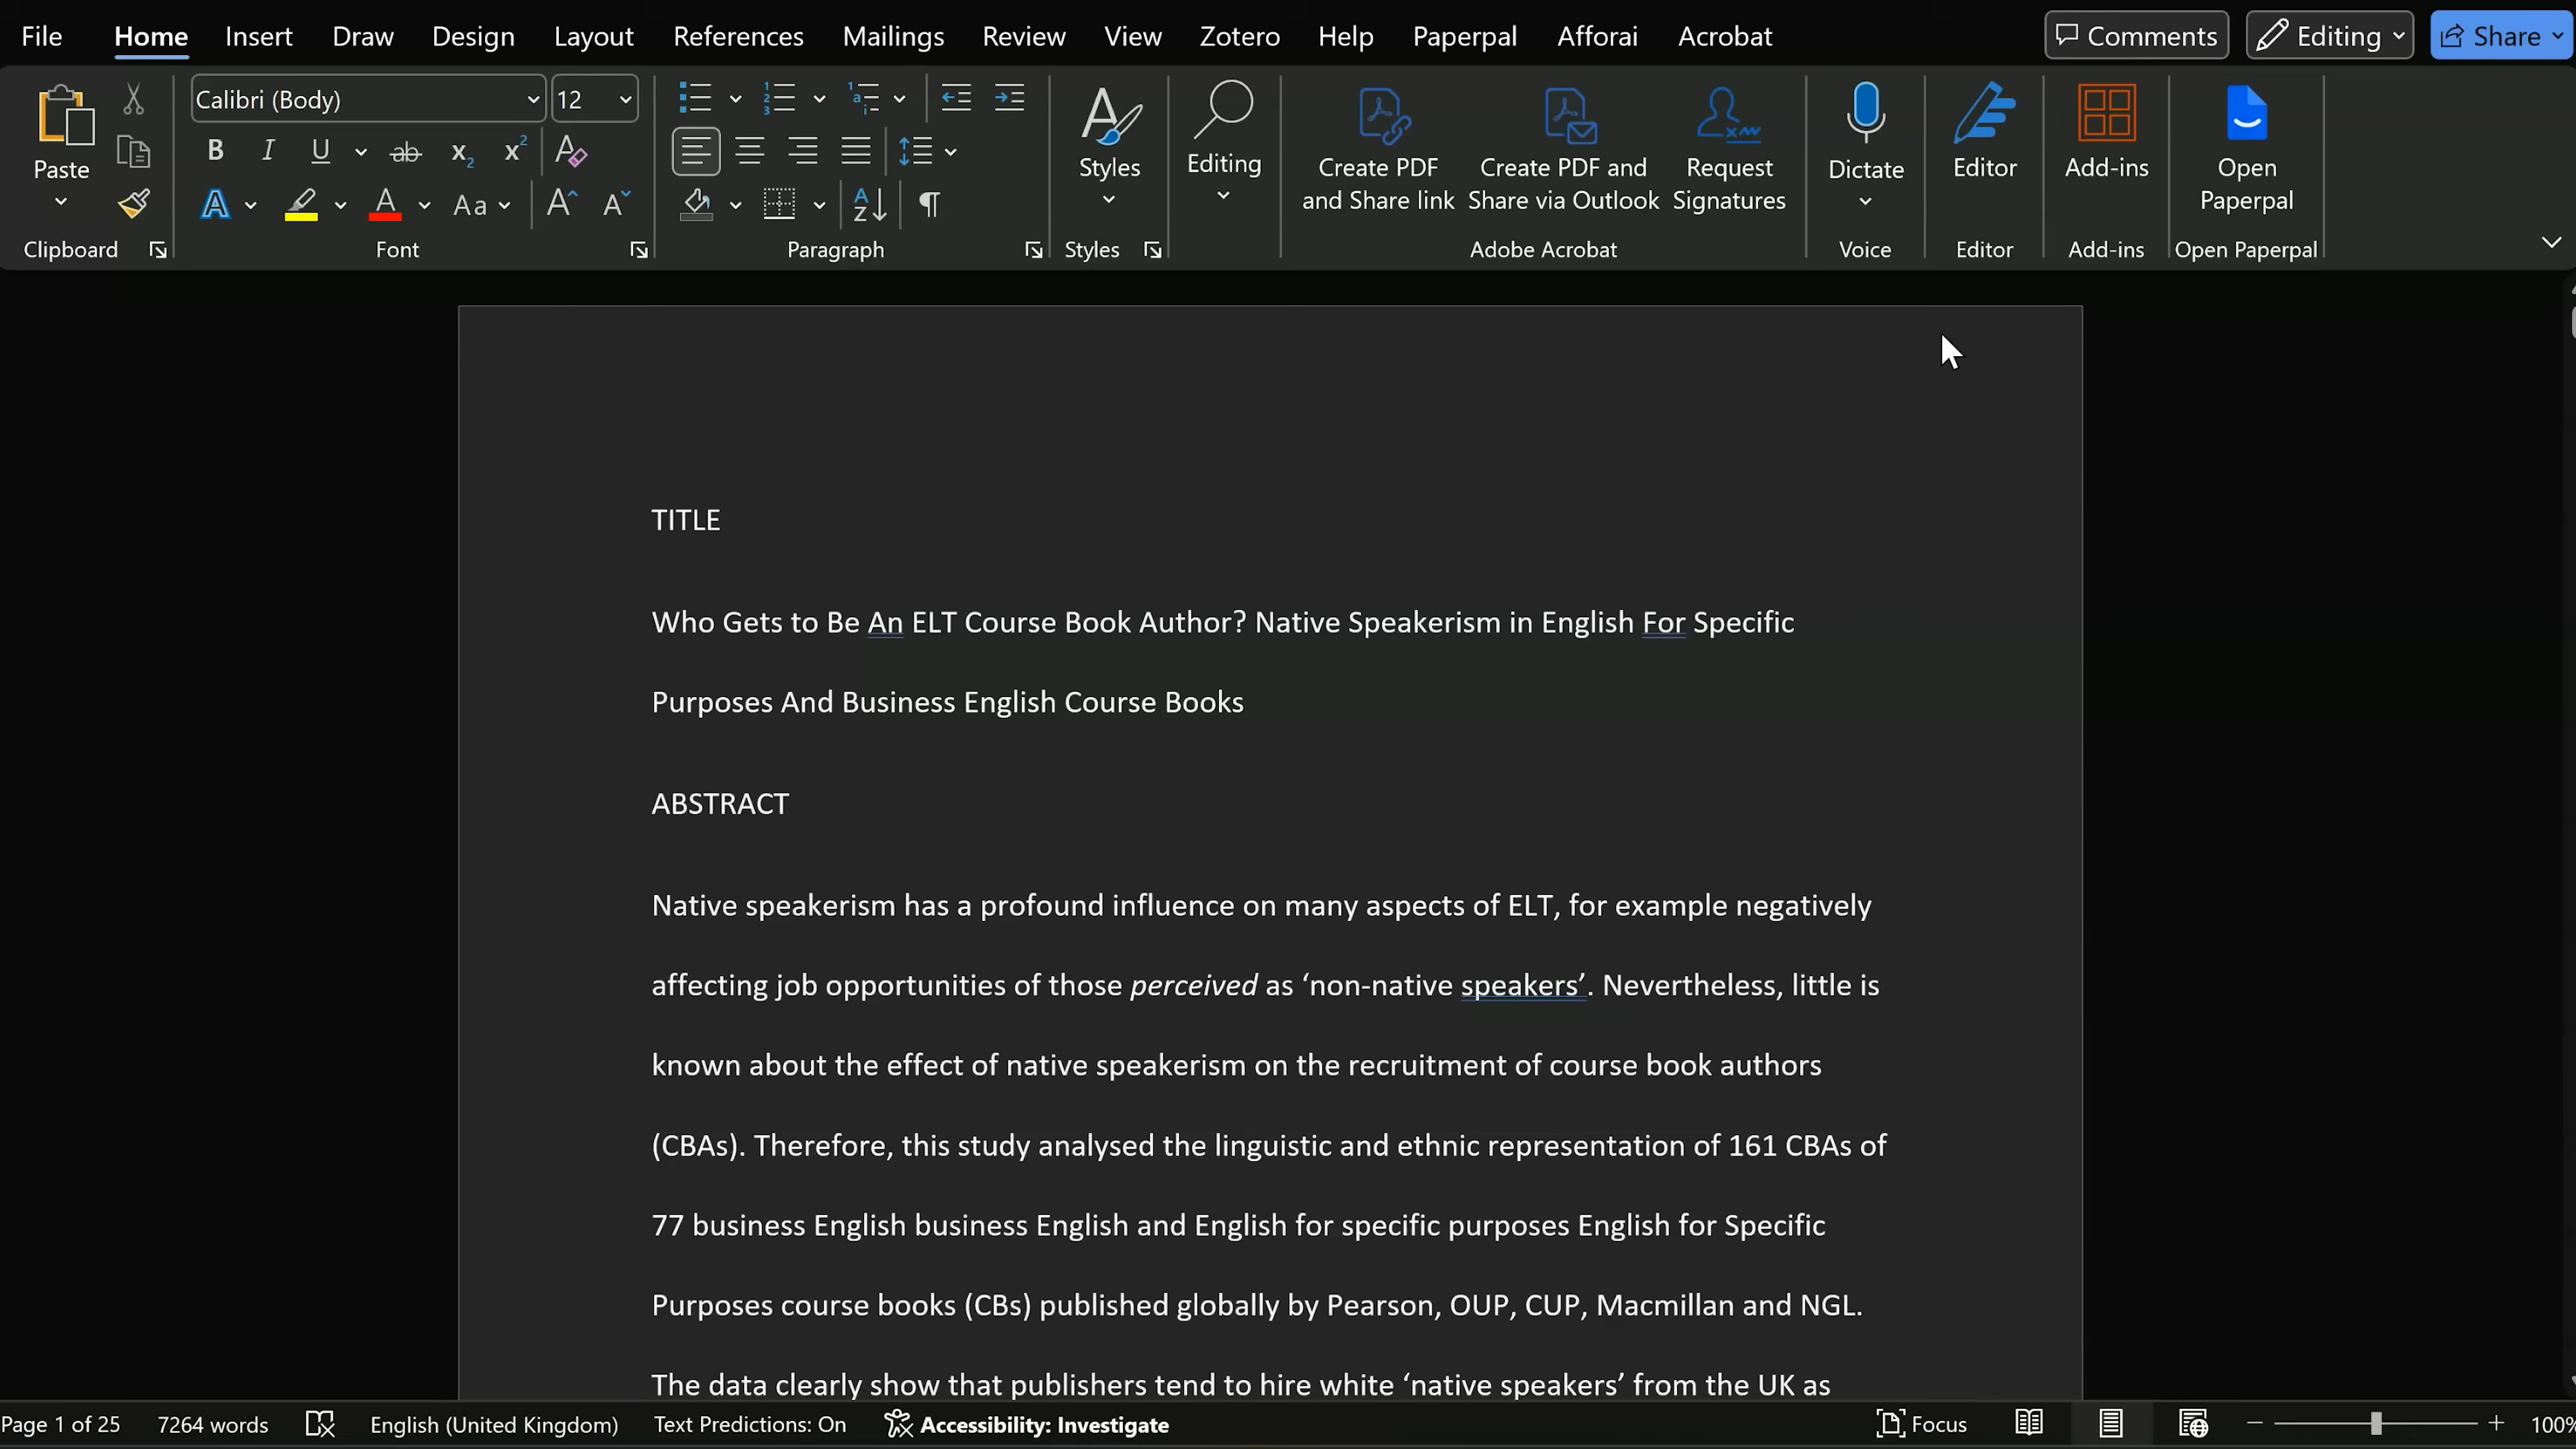 File Home Insert Draw Design Layout References Mailings Review View Zotero Help Paperpal Afforai Acrobat Comments Editing Share
Calibri (Body) 12
Paste Styles Editing Create PDF and Share link Create PDF and Share via Outlook Request Signatures Dictate Editor Add-ins Open Paperpal
Clipboard Font Paragraph Styles Adobe Acrobat Voice Editor Add-ins Open Paperpal
TITLE
Who Gets to Be An ELT Course Book Author? Native Speakerism in English For Specific
Purposes And Business English Course Books
ABSTRACT
Native speakerism has a profound influence on many aspects of ELT, for example negatively
affecting job opportunities of those perceived as ‘non-native speakers’. Nevertheless, little is
known about the effect of native speakerism on the recruitment of course book authors
(CBAs). Therefore, this study analysed the linguistic and ethnic representation of 161 CBAs of
77 business English business English and English for specific purposes English for Specific
Purposes course books (CBs) published globally by Pearson, OUP, CUP, Macmillan and NGL.
The data clearly show that publishers tend to hire white ‘native speakers’ from the UK as
Page 1 of 25 7264 words English (United Kingdom) Text Predictions: On Accessibility: Investigate Focus 100%